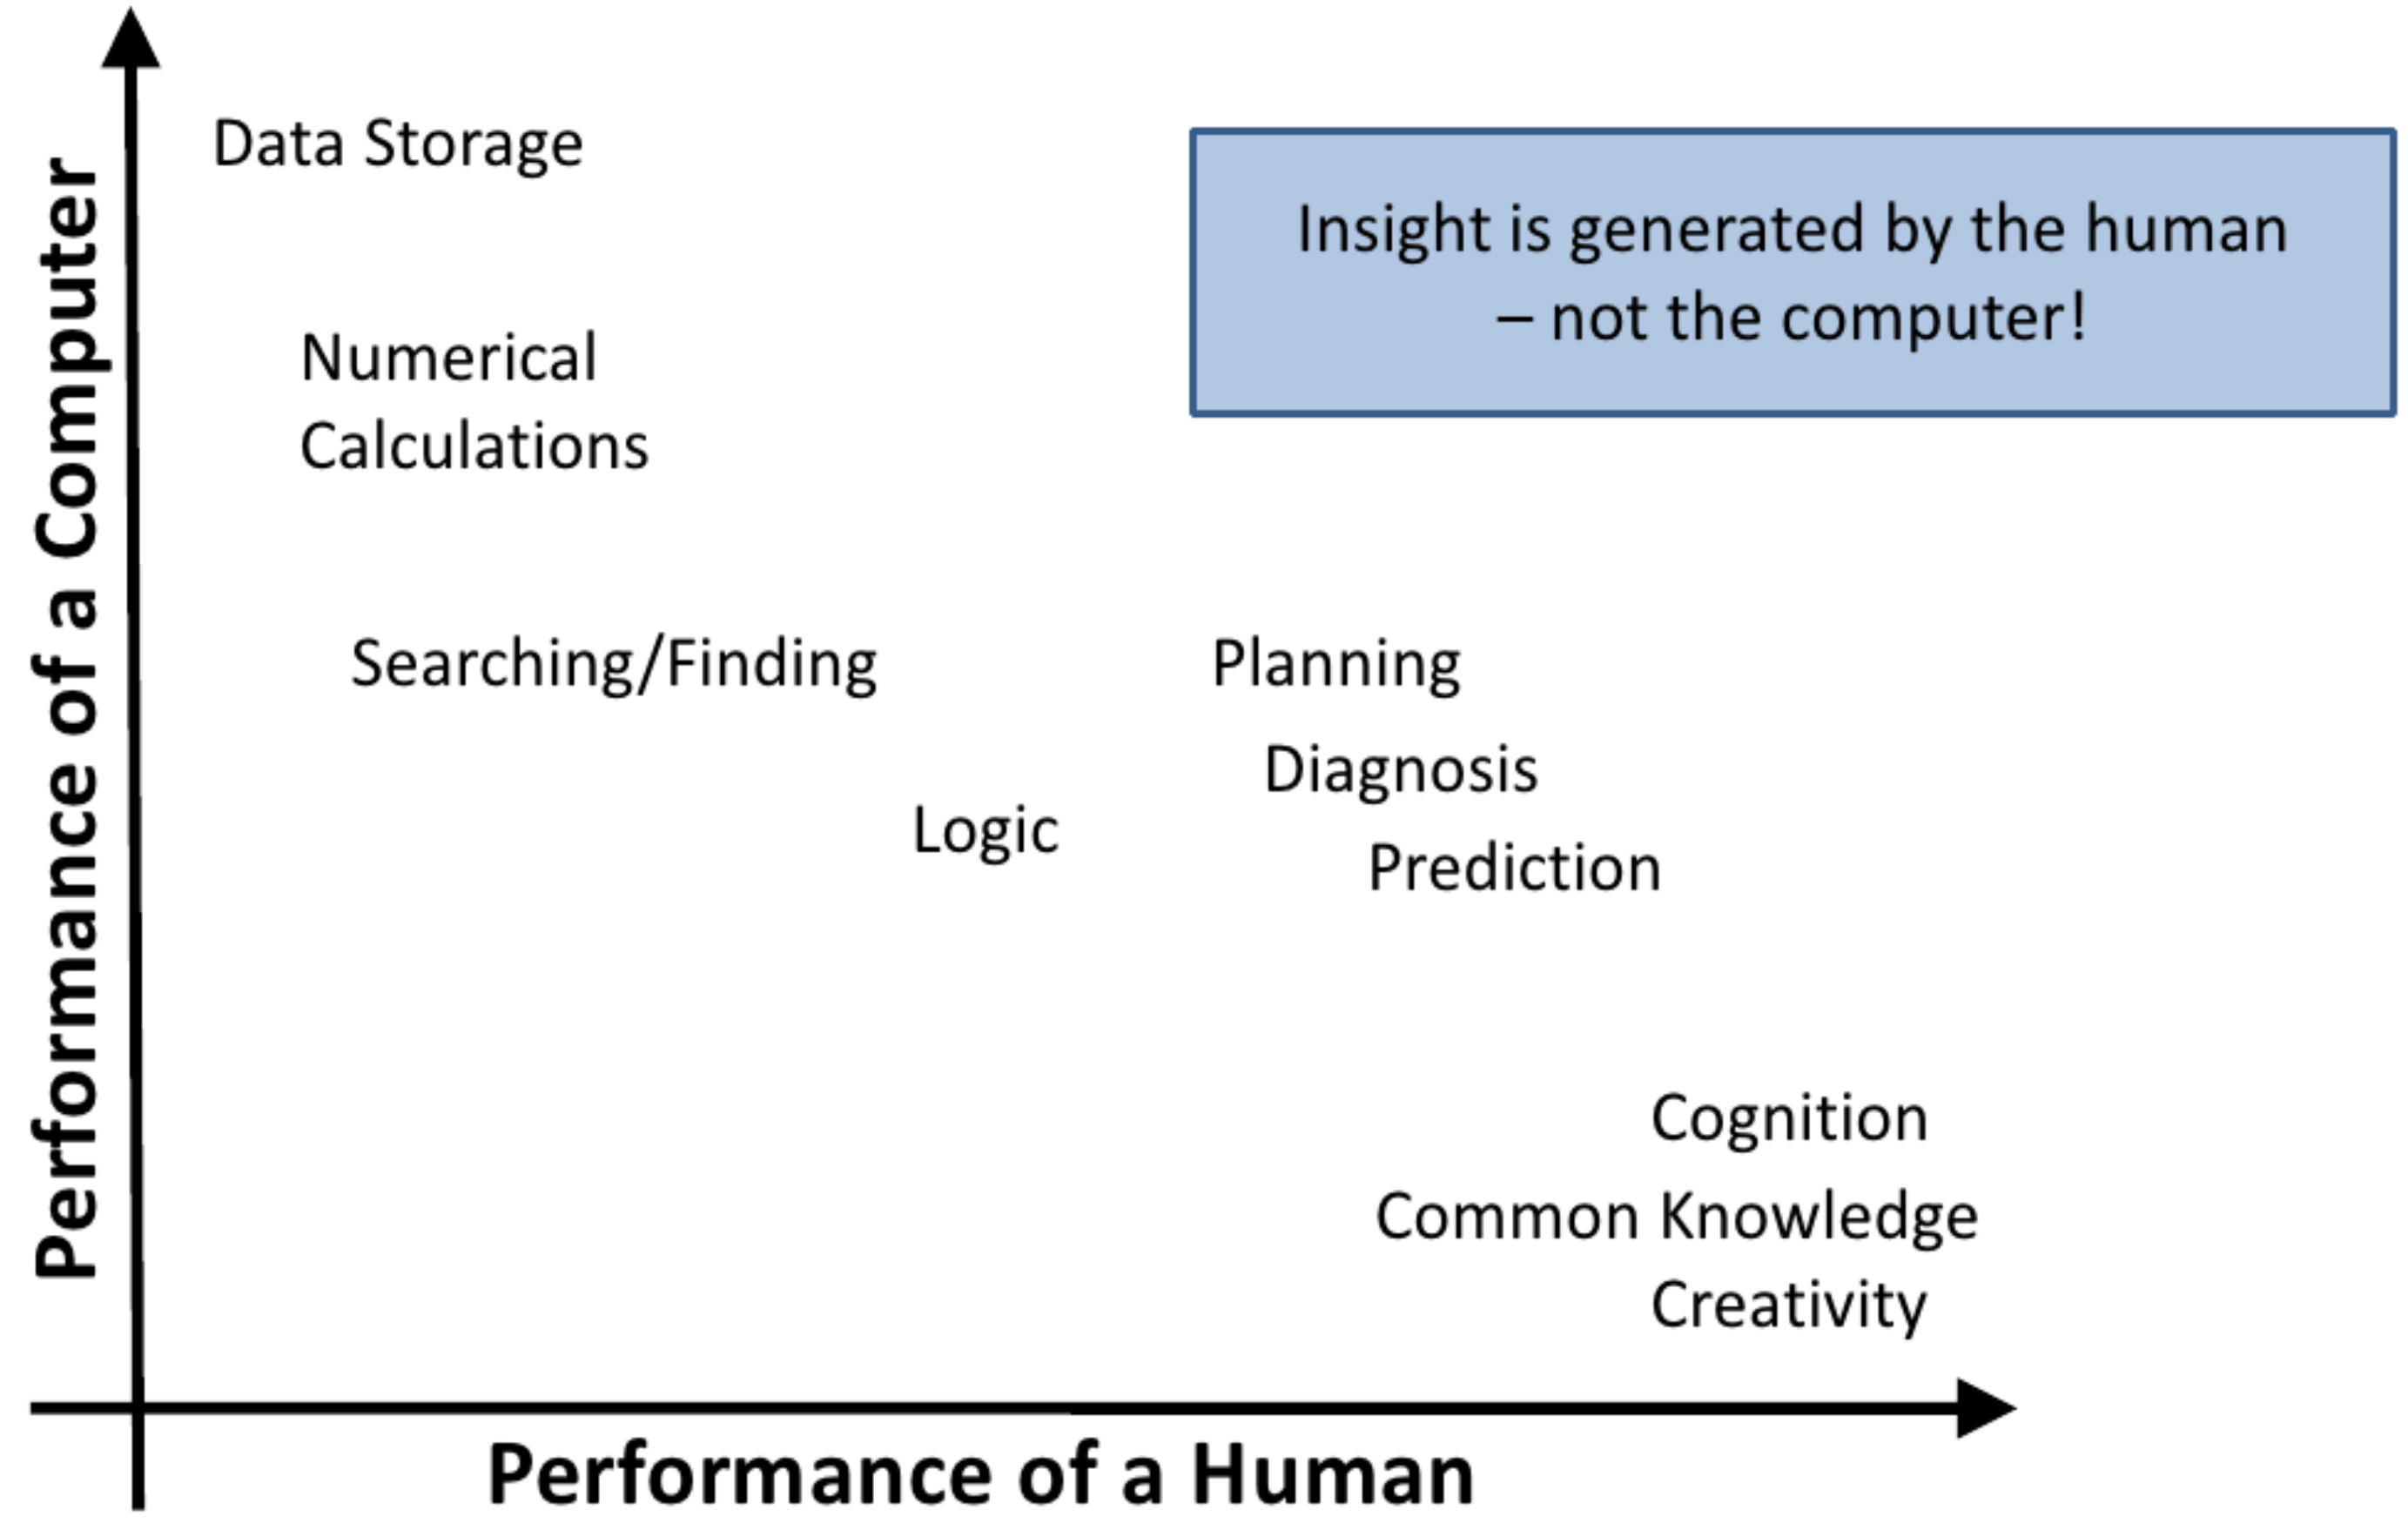 Performance of a Computer
Data Storage
Insight is generated by the human
– not the computer!
Numerical
Calculations
Searching/Finding
Planning
Diagnosis
Logic
Prediction
Cognition
Common Knowledge
Creativity
Performance of a Human